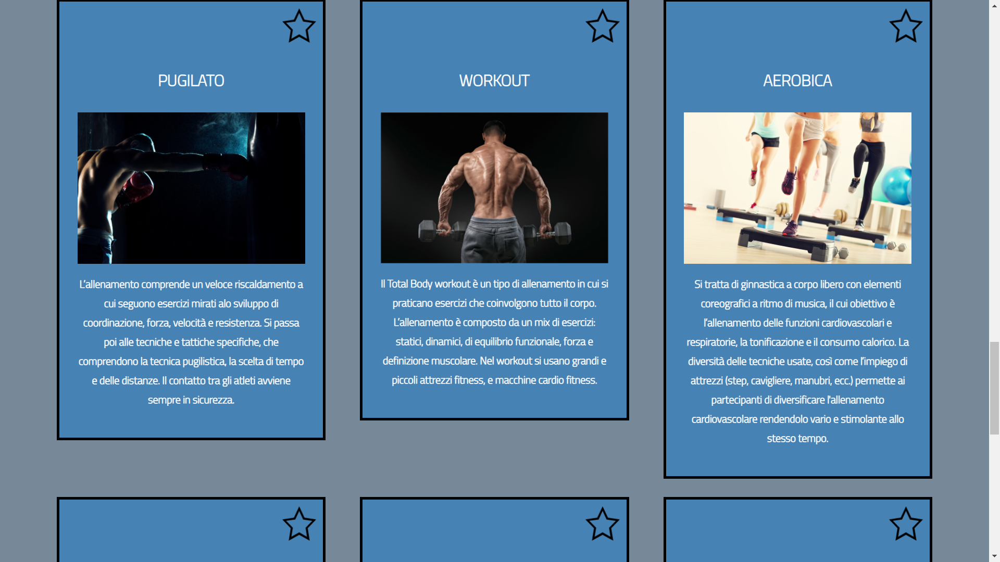 PUGILATO
L’allenamento comprende un veloce riscaldamento a
cui seguono esercizi mirati alo sviluppo di
coordinazione, forza, velocità e resistenza. Si passa
poi alle tecniche e tattiche specifiche, che
comprendono la tecnica pugilistica, la scelta di tempo
e delle distanze. Il contatto tra gli atleti avviene
sempre in sicurezza.
WORKOUT
Il Total Body workout è un tipo di allenamento in cui si
praticano esercizi che coinvolgono tutto il corpo.
L’allenamento è composto da un mix di esercizi:
statici, dinamici, di equilibrio funzionale, forza e
definizione muscolare. Nel workout si usano grandi e
piccoli attrezzi fitness, e macchine cardio fitness.
AEROBICA
Si tratta di ginnastica a corpo libero con elementi
coreografici a ritmo di musica, il cui obiettivo è
l’allenamento delle funzioni cardiovascolari e
respiratorie, la tonificazione e il consumo calorico. La
diversità delle tecniche usate, così come l’impiego di
attrezzi (step, cavigliere, manubri, ecc.) permette ai
partecipanti di diversificare l'allenamento
cardiovascolare rendendolo vario e stimolante allo
stesso tempo.